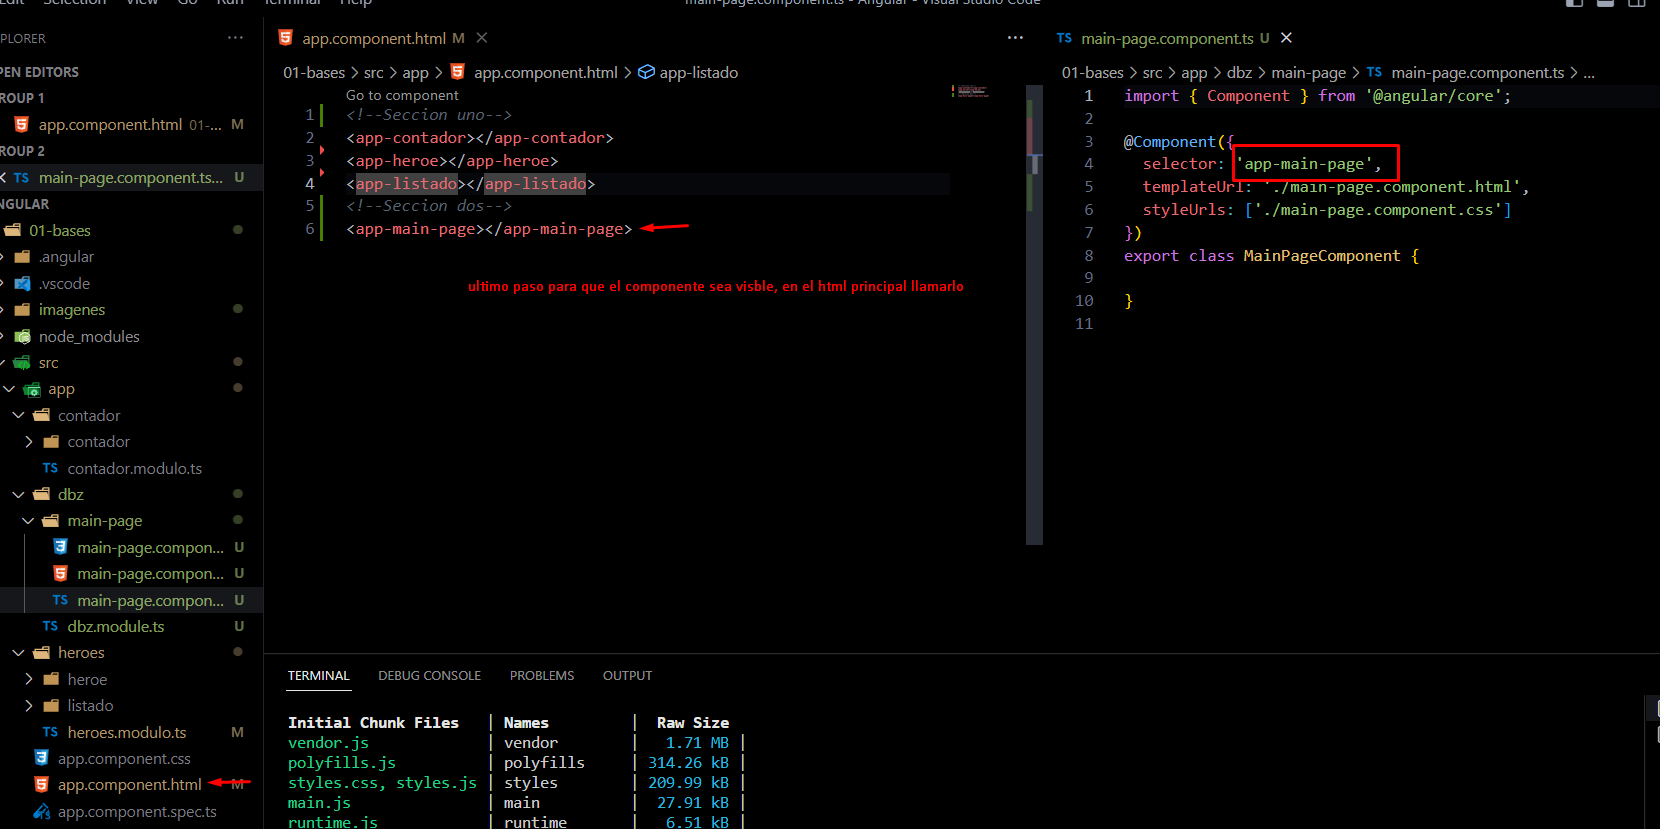 Edit Selection View Go Run Terminal Help
main-page.component.ts - Angular - Visual Studio Code
PLORER ...
PEN EDITORS
ROUP 1
app.component.html 01-... M
ROUP 2
TS main-page.component.ts... U
ANGULAR
01-bases
.angular
.vscode
imagenes
node_modules
src
app
contador
contador
TS contador.modulo.ts
dbz
main-page
main-page.compon... U
main-page.compon... U
TS main-page.compon... U
TS dbz.module.ts U
heroes
heroe
listado
TS heroes.modulo.ts M
app.component.css
app.component.html M
app.component.spec.ts
app.component.html M
01-bases > src > app > app.component.html > app-listado
Go to component
1 <!--Seccion uno-->
2 <app-contador></app-contador>
3 <app-heroe></app-heroe>
4 <app-listado></app-listado>
5 <!--Seccion dos-->
6 <app-main-page></app-main-page>
ultimo paso para que el componente sea visble, en el html principal llamarlo
TS main-page.component.ts U
01-bases > src > app > dbz > main-page > TS main-page.component.ts > ...
1 import { Component } from '@angular/core';
2
3 @Component({
4 selector: 'app-main-page',
5 templateUrl: './main-page.component.html',
6 styleUrls: ['./main-page.component.css']
7 })
8 export class MainPageComponent {
9
10 }
11
TERMINAL DEBUG CONSOLE PROBLEMS OUTPUT
Initial Chunk Files | Names | Raw Size
vendor.js | vendor | 1.71 MB |
polyfills.js | polyfills | 314.26 kB |
styles.css, styles.js | styles | 209.99 kB |
main.js | main | 27.91 kB |
runtime.js | runtime | 6.51 kB |